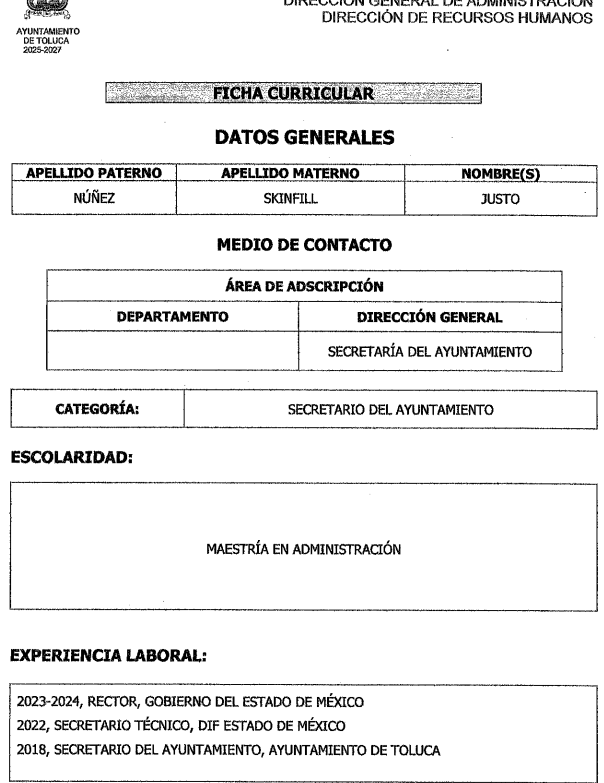 DIRECCIÓN GENERAL DE ADMINISTRACIÓN
DIRECCIÓN DE RECURSOS HUMANOS
AYUNTAMIENTO
DE TOLUCA
2025-2027
FICHA CURRICULAR
DATOS GENERALES
APELLIDO PATERNO APELLIDO MATERNO NOMBRE(S)
NÚÑEZ SKINFILL JUSTO
MEDIO DE CONTACTO
ÁREA DE ADSCRIPCIÓN
DEPARTAMENTO DIRECCIÓN GENERAL
SECRETARÍA DEL AYUNTAMIENTO
CATEGORÍA: SECRETARIO DEL AYUNTAMIENTO
ESCOLARIDAD:
MAESTRÍA EN ADMINISTRACIÓN
EXPERIENCIA LABORAL:
2023-2024, RECTOR, GOBIERNO DEL ESTADO DE MÉXICO
2022, SECRETARIO TÉCNICO, DIF ESTADO DE MÉXICO
2018, SECRETARIO DEL AYUNTAMIENTO, AYUNTAMIENTO DE TOLUCA